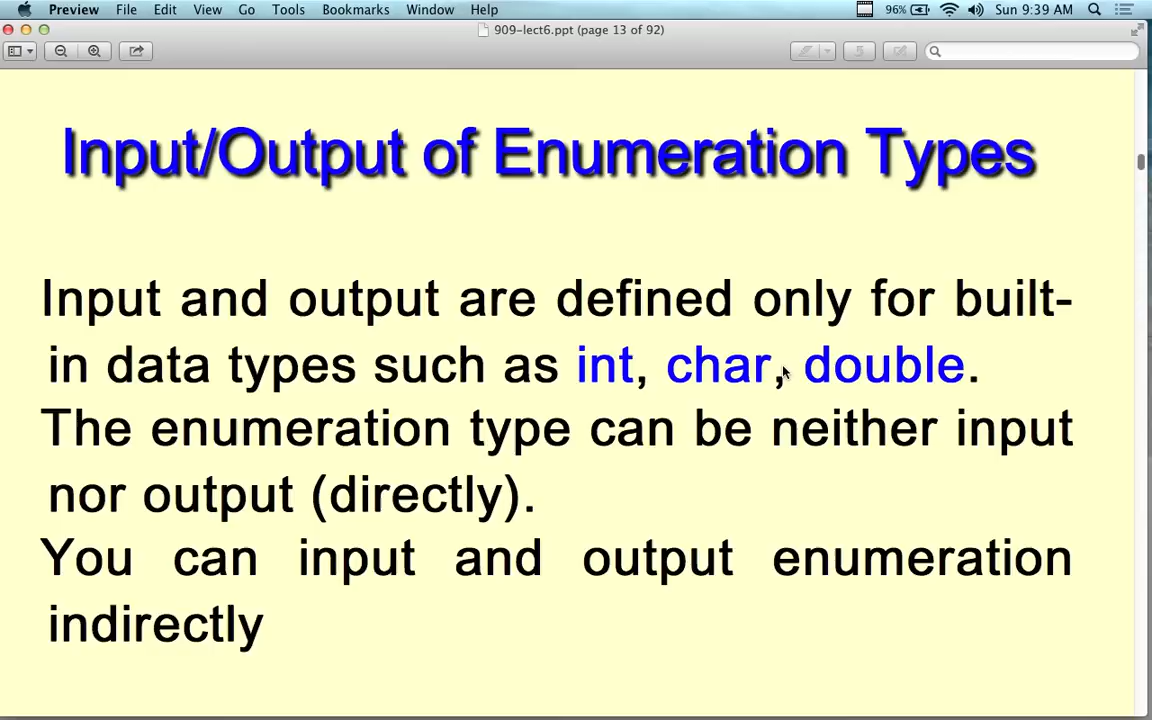 Preview File Edit View Go Tools Bookmarks Window Help 96% Sun 9:39 AM
909-lect6.ppt (page 13 of 92)
Input/Output of Enumeration Types
Input and output are defined only for built-
in data types such as int, char, double.
The enumeration type can be neither input
nor output (directly).
You can input and output enumeration
indirectly